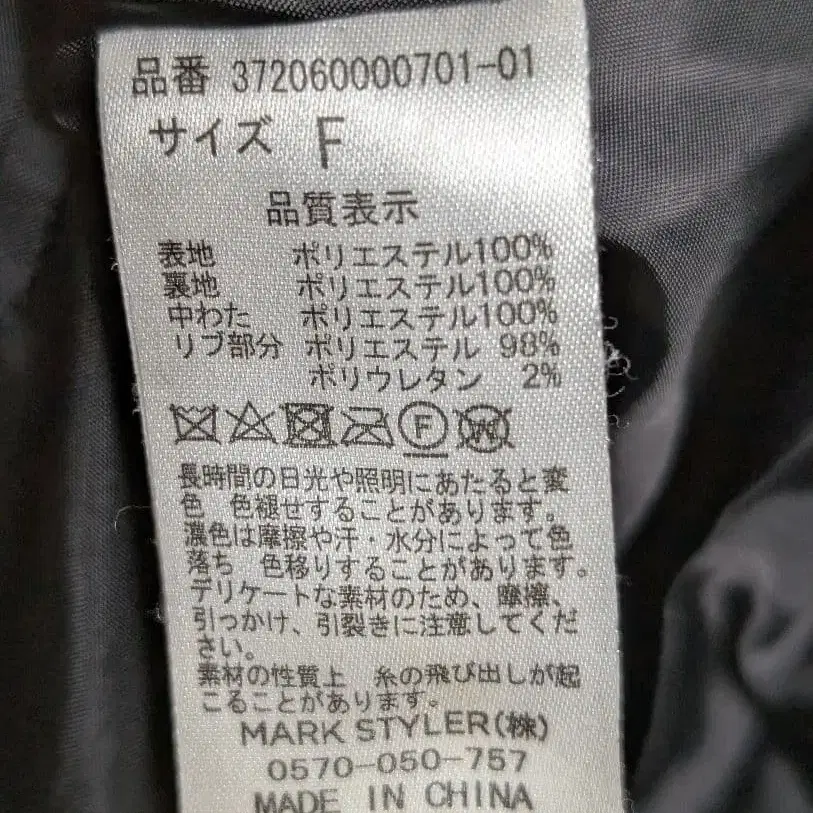 品番 372060000701-01
サイズ F
品質表示
表地 ポリエステル100%
裏地 ポリエステル100%
中わた ポリエステル100%
リブ部分 ポリエステル 98%
ポリウレタン 2%
F W
長時間の日光や照明にあたると変
色 色褪せすることがあります。
濃色は摩擦や汗・水分によって色
落ち 色移りすることがあります。
デリケートな素材のため、摩擦、
引っかけ、引裂きに注意してくだ
さい。
素材の性質上 糸の飛び出しが起
こることがあります。
MARK STYLER(株)
0570-050-757
MADE IN CHINA